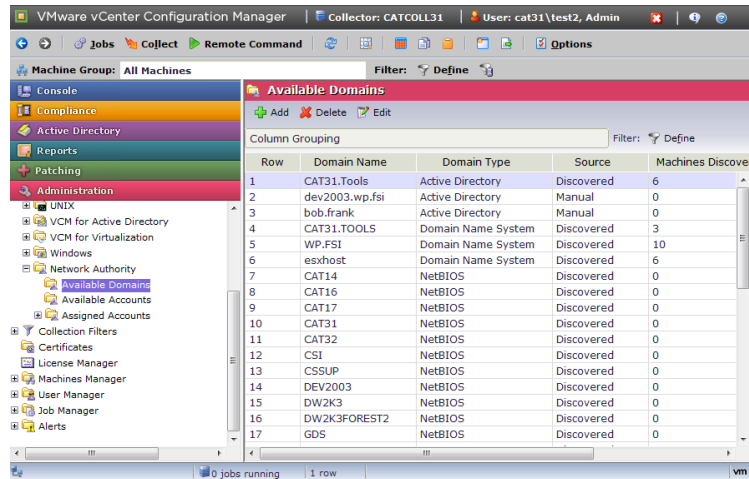 VMware vCenter Configuration Manager Collector: CATCOLL31 User: cat31\test2, Admin
Jobs Collect Remote Command Options
Machine Group: All Machines Filter: Define
Console
Compliance
Active Directory
Reports
Patching
Administration
UNIX
VCM for Active Directory
VCM for Virtualization
Windows
Network Authority
Available Domains
Available Accounts
Assigned Accounts
Collection Filters
Certificates
License Manager
Machines Manager
User Manager
Job Manager
Alerts
Available Domains
Add Delete Edit
Column Grouping Filter: Define
Row Domain Name Domain Type Source Machines Discove
1 CAT31.Tools Active Directory Discovered 6
2 dev2003.wp.fsi Active Directory Manual 0
3 bob.frank Active Directory Manual 0
4 CAT31.TOOLS Domain Name System Discovered 3
5 WP.FSI Domain Name System Discovered 10
6 esxhost Domain Name System Discovered 6
7 CAT14 NetBIOS Discovered 0
8 CAT16 NetBIOS Discovered 0
9 CAT17 NetBIOS Discovered 0
10 CAT31 NetBIOS Discovered 0
11 CAT32 NetBIOS Discovered 0
12 CSI NetBIOS Discovered 0
13 CSSUP NetBIOS Discovered 0
14 DEV2003 NetBIOS Discovered 0
15 DW2K3 NetBIOS Discovered 0
16 DW2K3FOREST2 NetBIOS Discovered 0
17 GDS NetBIOS Discovered 0
0 jobs running 1 row vm